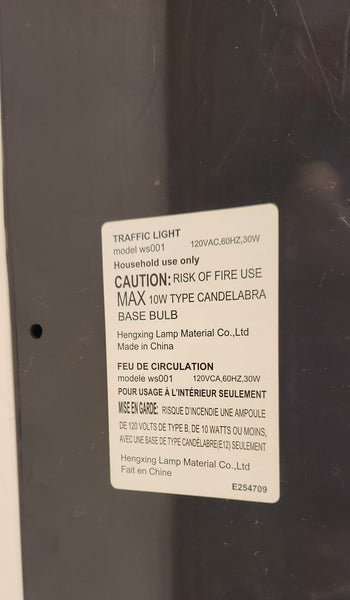 TRAFFIC LIGHT
model ws001 120VAC,60HZ,30W
Household use only
CAUTION: RISK OF FIRE USE
MAX 10W TYPE CANDELABRA
BASE BULB
Hengxing Lamp Material Co.,Ltd
Made in China
FEU DE CIRCULATION
modele ws001 120VCA,60HZ,30W
POUR USAGE À L'INTÉRIEUR SEULEMENT
MISE EN GARDE: RISQUE D'INCENDIE UNE AMPOULE
DE 120 VOLTS DE TYPE B, DE 10 WATTS OU MOINS,
AVEC UNE BASE DE TYPE CANDÉLABRE(E12) SEULEMENT
Hengxing Lamp Material Co.,Ltd
Fait en Chine
E254709